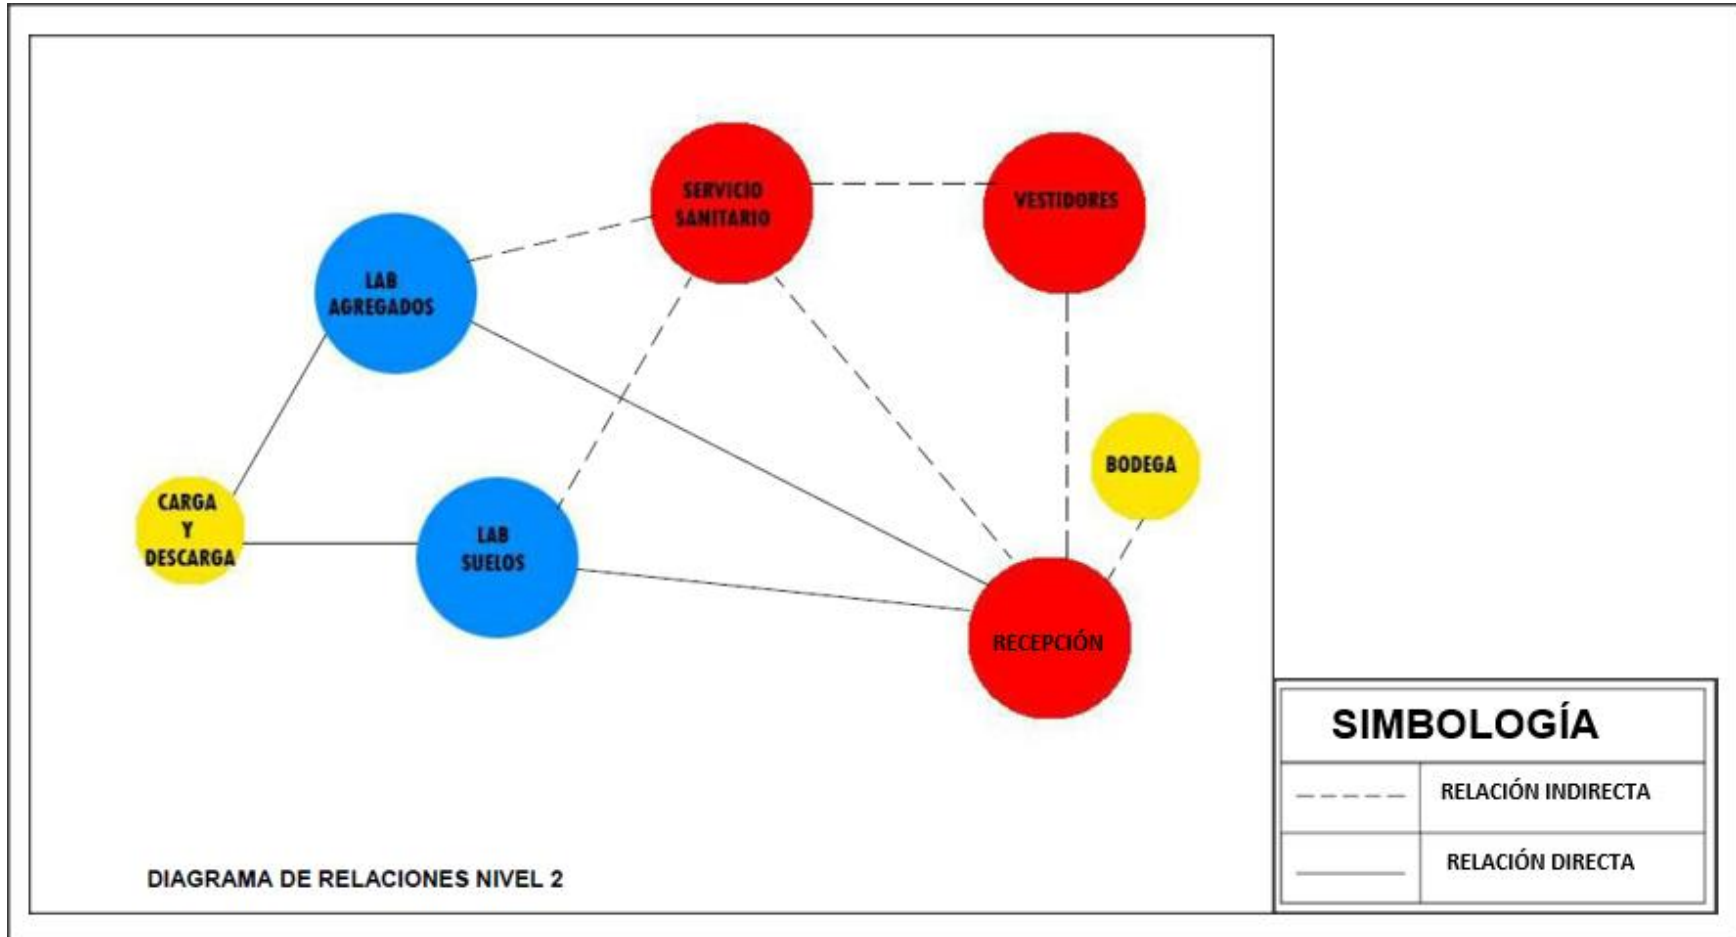 SERVICIO
SANITARIO
VESTIDORES
LAB
AGREGADOS
BODEGA
CARGA
Y
DESCARGA
LAB
SUELOS
RECEPCIÓN
SIMBOLOGÍA
RELACIÓN INDIRECTA
RELACIÓN DIRECTA
DIAGRAMA DE RELACIONES NIVEL 2